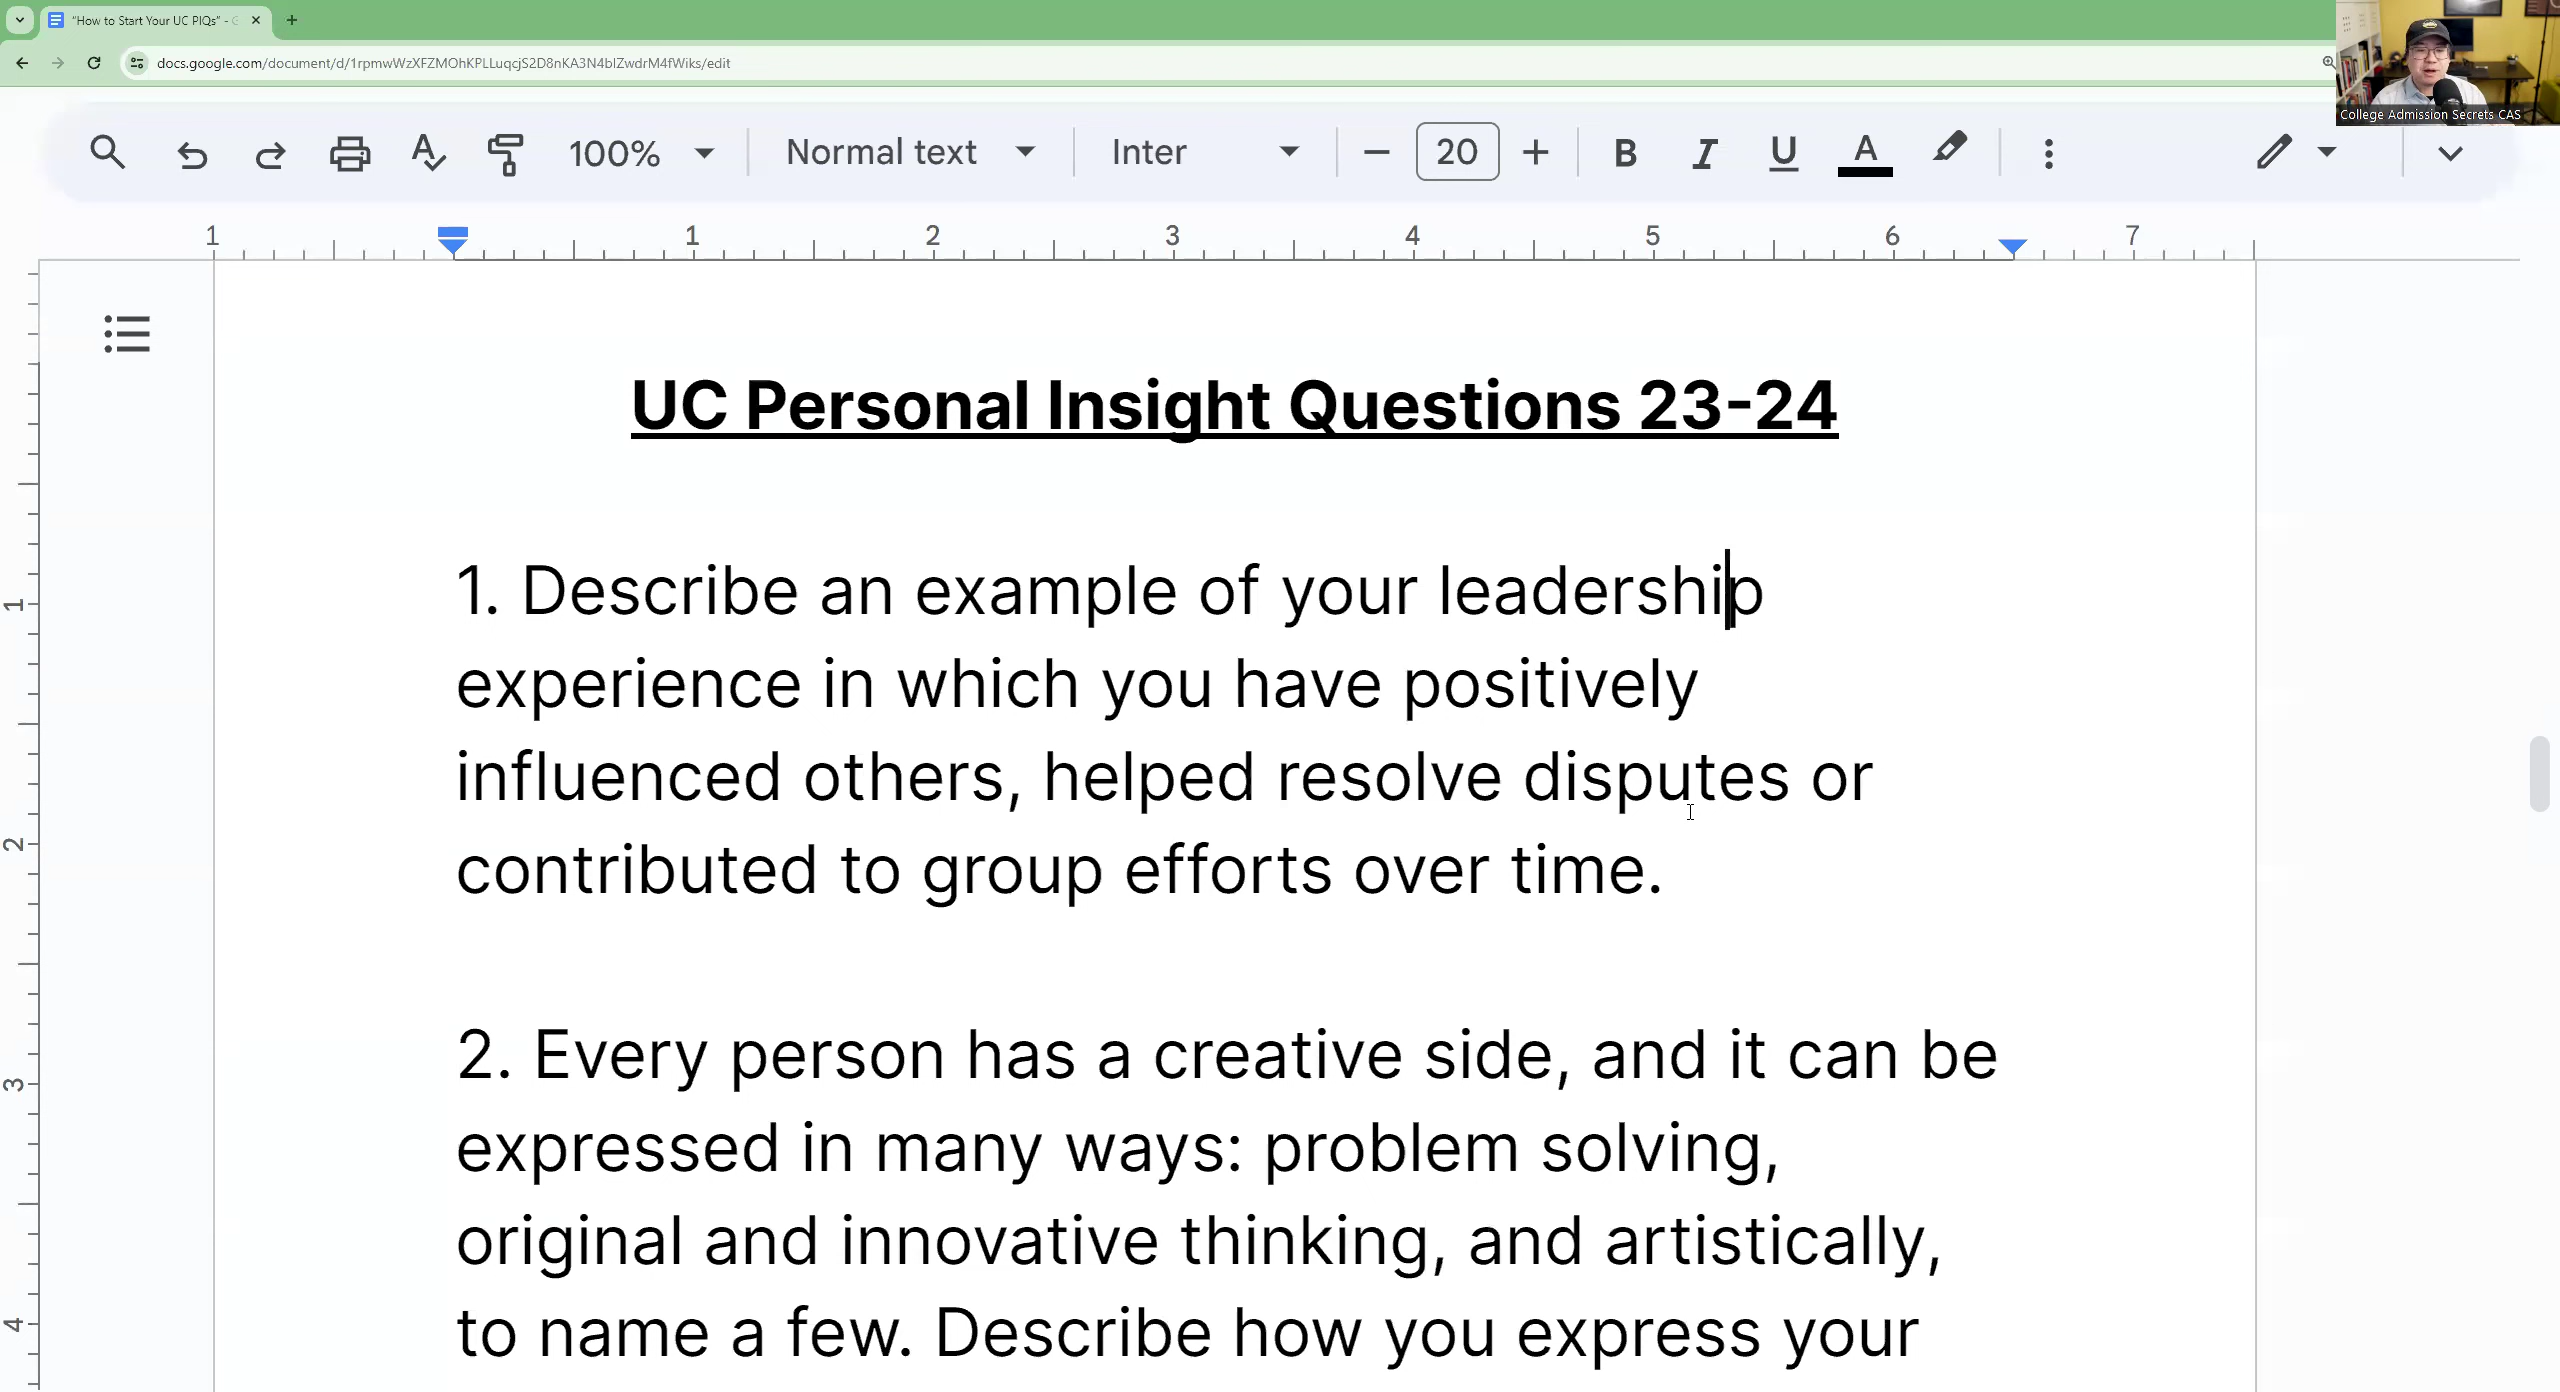 "How to Start Your UC PIQs" - G
docs.google.com/document/d/1rpmwWzXFZMOhKPLLuqcjS2D8nKA3N4blZwdrM4fWiks/edit
College Admission Secrets CAS
100% Normal text Inter 20 B I U A
1 1 2 3 4 5 6 7
UC Personal Insight Questions 23-24
1. Describe an example of your leadership
experience in which you have positively
influenced others, helped resolve disputes or
contributed to group efforts over time.
2. Every person has a creative side, and it can be
expressed in many ways: problem solving,
original and innovative thinking, and artistically,
to name a few. Describe how you express your
1
2
3
4